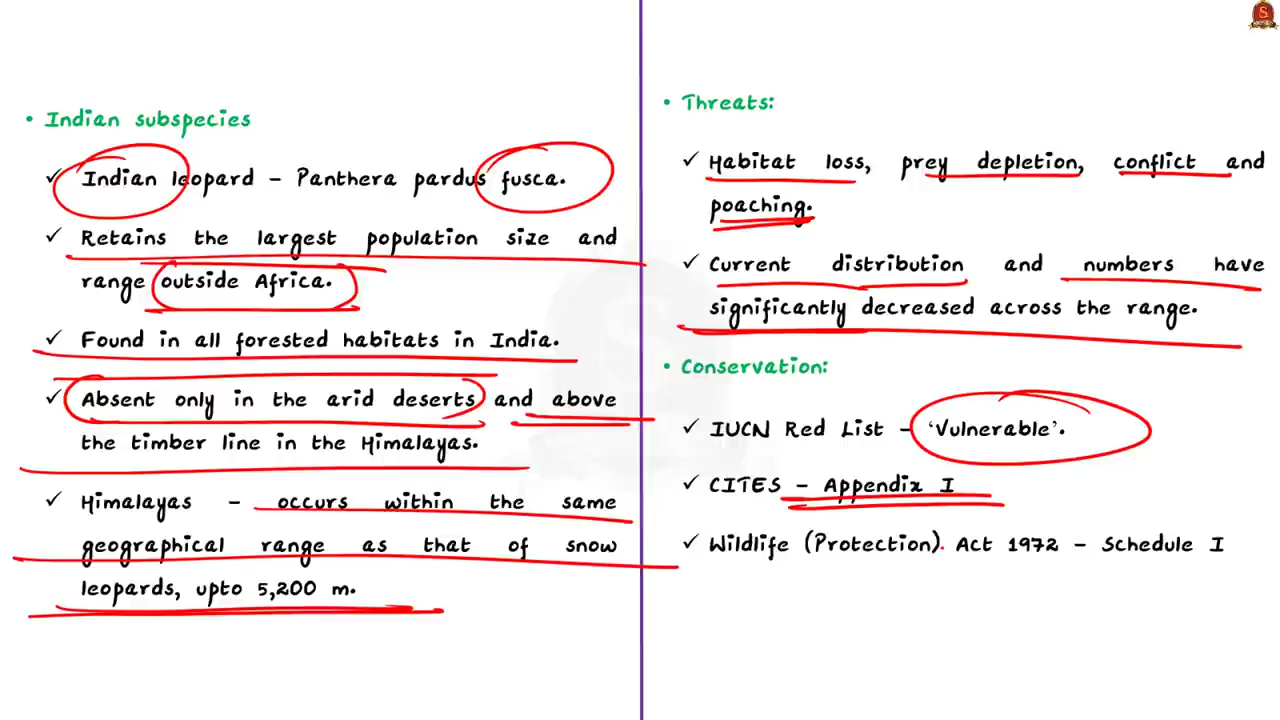 • Indian subspecies
✓ Indian leopard - Panthera pardus fusca.
✓ Retains the largest population size and
range outside Africa.
✓ Found in all forested habitats in India.
✓ Absent only in the arid deserts and above
the timber line in the Himalayas.
✓ Himalayas - occurs within the same
geographical range as that of snow
leopards, upto 5,200 m.
• Threats:
✓ Habitat loss, prey depletion, conflict and
poaching.
✓ Current distribution and numbers have
significantly decreased across the range.
• Conservation:
✓ IUCN Red List - ‘Vulnerable’.
✓ CITES - Appendix I
✓ Wildlife (Protection) Act 1972 - Schedule I